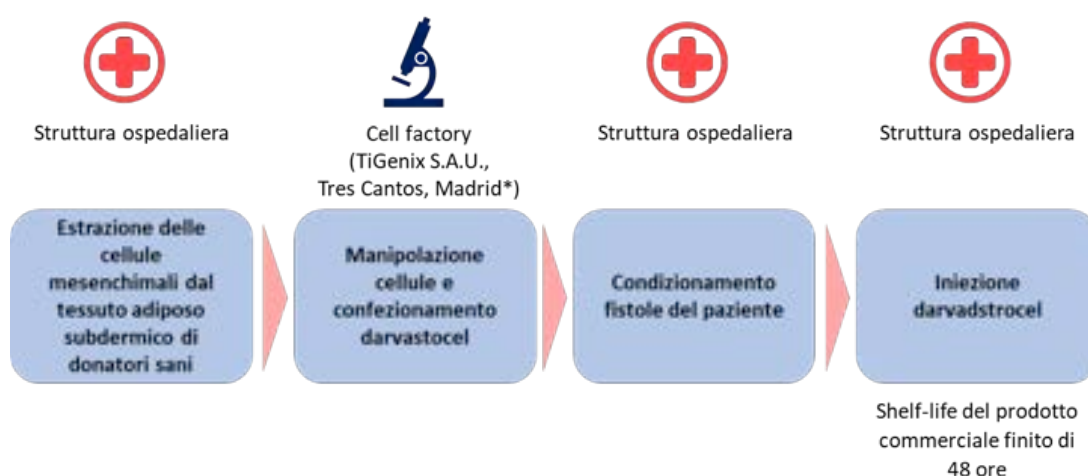 Struttura ospedaliera
Cell factory
(TiGenix S.A.U.,
Tres Cantos, Madrid*)
Struttura ospedaliera
Struttura ospedaliera
Estrazione delle
cellule
mesenchimali dal
tessuto adiposo
subdermico di
donatori sani
Manipolazione
cellule e
confezionamento
darvastocel
Condizionamento
fistole del paziente
Iniezione
darvadstrocel
Shelf-life del prodotto
commerciale finito di
48 ore